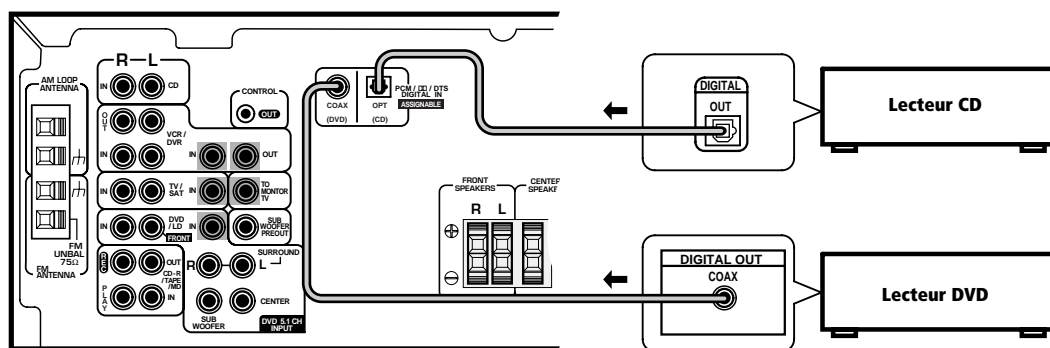 R L
AM LOOP
ANTENNA
IN
CD
OUT
VCR /
DVR
IN
IN
OUT
CONTROL
OUT
COAX
(DVD)
OPT
(CD)
PCM / DD / DTS
DIGITAL IN
ASSIGNABLE
IN
TV /
SAT
IN
TO
MONITOR
TV
IN
DVD
/ LD
FRONT
IN
SUB
WOOFER
PREOUT
FM
UNBAL
75Ω
FM
ANTENNA
REC
OUT
CD-R
/ TAPE
/ MD
PLAY
IN
R
L
SURROUND
SUB
WOOFER
CENTER
DVD 5.1 CH
INPUT
FRONT
SPEAKERS
R L
CENTER
SPEAKE
DIGITAL
OUT
Lecteur CD
DIGITAL OUT
COAX
Lecteur DVD